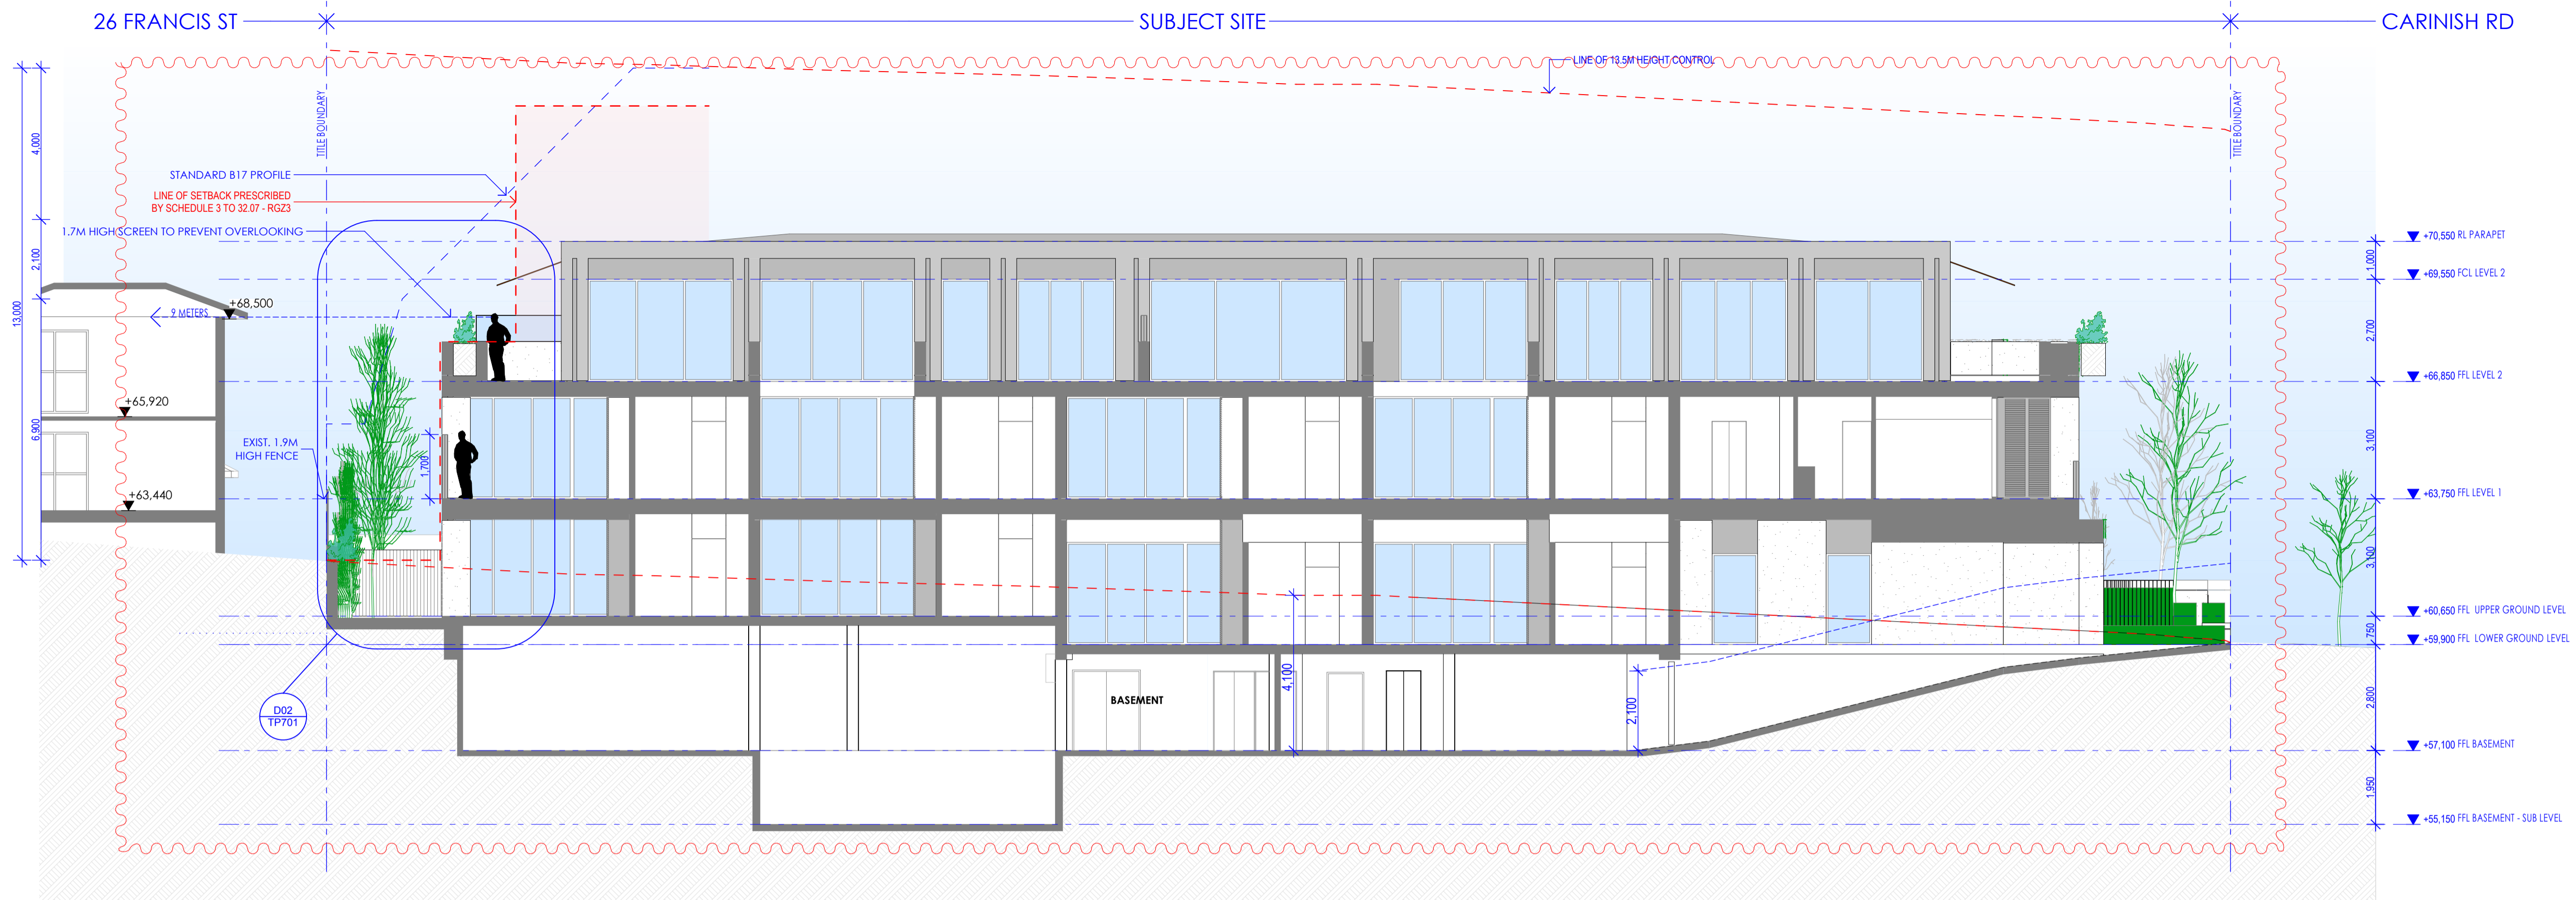 26 FRANCIS ST
SUBJECT SITE
CARINISH RD
LINE OF 13.5M HEIGHT CONTROL
TITLE BOUNDARY
TITLE BOUNDARY
STANDARD B17 PROFILE
LINE OF SETBACK PRESCRIBED
BY SCHEDULE 3 TO 32.07 - RGZ3
1.7M HIGH SCREEN TO PREVENT OVERLOOKING
4,000
2,100
13,000
6,900
+68,500
9 METERS
+65,920
EXIST. 1.9M
HIGH FENCE
1,700
+63,440
+70,550 RL PARAPET
1,000
+69,550 FCL LEVEL 2
2,700
+66,850 FFL LEVEL 2
3,100
+63,750 FFL LEVEL 1
3,100
+60,650 FFL UPPER GROUND LEVEL
750
+59,900 FFL LOWER GROUND LEVEL
2,800
+57,100 FFL BASEMENT
1,950
+55,150 FFL BASEMENT - SUB LEVEL
4,100
2,100
BASEMENT
D02
TP701